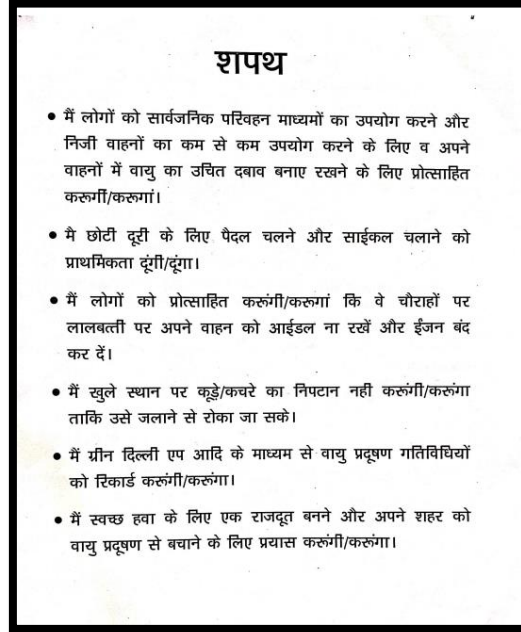 शपथ
• मैं लोगों को सार्वजनिक परिवहन माध्यमों का उपयोग करने और
निजी वाहनों का कम से कम उपयोग करने के लिए व अपने
वाहनों में वायु का उचित दबाव बनाए रखने के लिए प्रोत्साहित
करूगीं/करूगां।
• मै छोटी दूरी के लिए पैदल चलने और साईकल चलाने को
प्राथमिकता दूंगी/दूंगा।
• मैं लोगों को प्रोत्साहित करूंगी/करूगां कि वे चौराहों पर
लालबत्ती पर अपने वाहन को आईडल ना रखें और ईंजन बंद
कर दें।
• मैं खुले स्थान पर कूड़े/कचरे का निपटान नही करूंगी/करूंगा
ताकि उसे जलाने से रोका जा सके।
• मैं ग्रीन दिल्ली एप आदि के माध्यम से वायु प्रदूषण गतिविधियों
को रिकार्ड करूंगी/करूंगा।
• मैं स्वच्छ हवा के लिए एक राजदूत बनने और अपने शहर को
वायु प्रदूषण से बचाने के लिए प्रयास करूंगी/करूंगा।